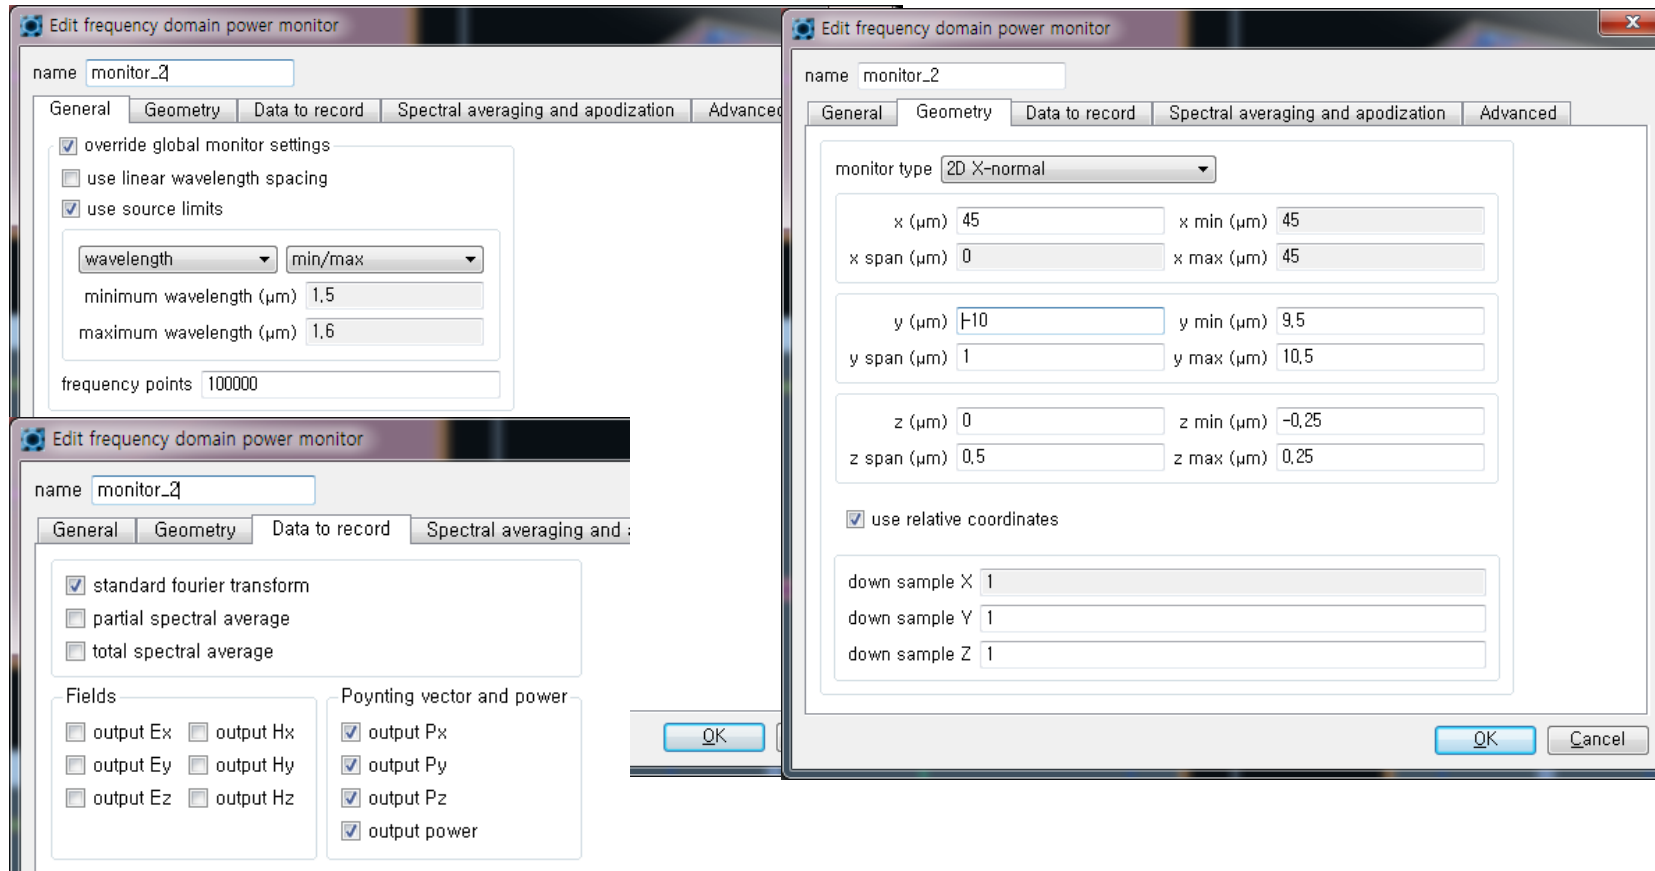 Edit frequency domain power monitor
name monitor_2
General Geometry Data to record Spectral averaging and apodization Advanced
override global monitor settings
use linear wavelength spacing
use source limits
wavelength min/max
minimum wavelength (μm) 1.5
maximum wavelength (μm) 1.6
frequency points 100000
Edit frequency domain power monitor
name monitor_2
General Geometry Data to record Spectral averaging and a
standard fourier transform
partial spectral average
total spectral average
Fields
output Ex output Hx
output Ey output Hy
output Ez output Hz
Poynting vector and power
output Px
output Py
output Pz
output power
OK
Edit frequency domain power monitor
name monitor_2
General Geometry Data to record Spectral averaging and apodization Advanced
monitor type 2D X-normal
x (μm) 45 x min (μm) 45
x span (μm) 0 x max (μm) 45
y (μm) -10 y min (μm) 9.5
y span (μm) 1 y max (μm) 10.5
z (μm) 0 z min (μm) -0.25
z span (μm) 0.5 z max (μm) 0.25
use relative coordinates
down sample X 1
down sample Y 1
down sample Z 1
OK Cancel